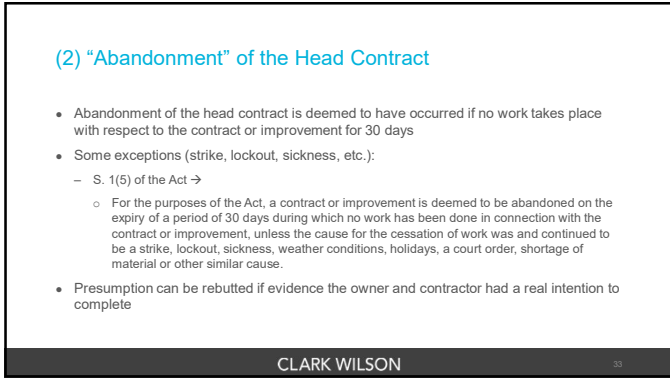 (2) “Abandonment” of the Head Contract
● Abandonment of the head contract is deemed to have occurred if no work takes place
with respect to the contract or improvement for 30 days
● Some exceptions (strike, lockout, sickness, etc.):
– S. 1(5) of the Act →
○ For the purposes of the Act, a contract or improvement is deemed to be abandoned on the
expiry of a period of 30 days during which no work has been done in connection with the
contract or improvement, unless the cause for the cessation of work was and continued to
be a strike, lockout, sickness, weather conditions, holidays, a court order, shortage of
material or other similar cause.
● Presumption can be rebutted if evidence the owner and contractor had a real intention to
complete
CLARK WILSON
33